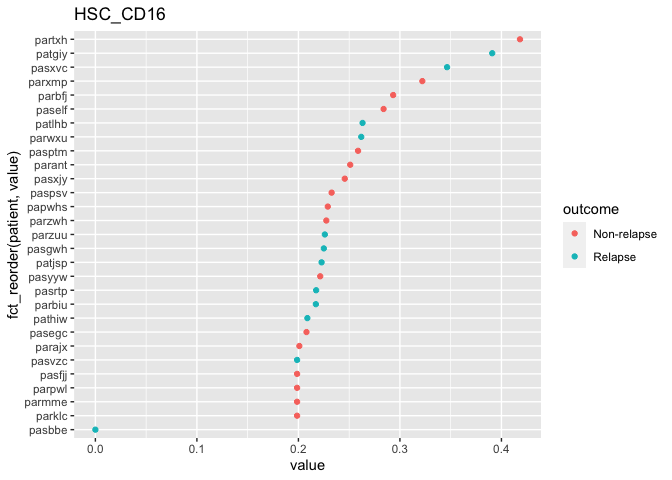 HSC_CD16
fct_reorder(patient, value)
partxh
patgiy
pasxvc
parxmp
parbfj
paself
patlhb
parwxu
pasptm
parant
pasxjy
paspsv
papwhs
parzwh
parzuu
pasgwh
patjsp
pasyyw
pasrtp
parbiu
pathiw
pasegc
parajx
pasvzc
pasfjj
parpwl
parmme
parklc
pasbbe
0.0 0.1 0.2 0.3 0.4
value
outcome
Non-relapse
Relapse